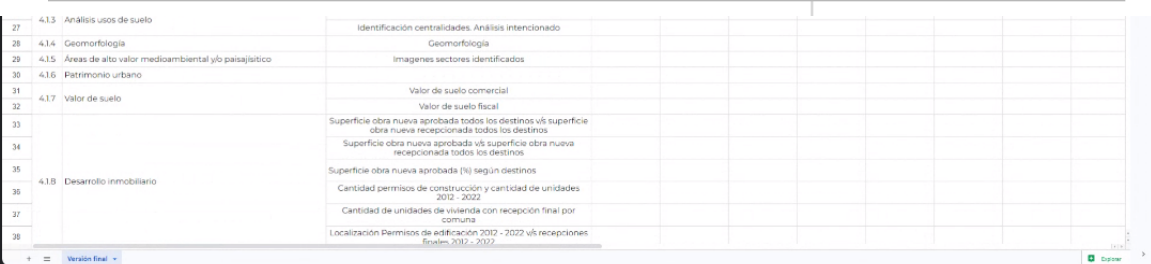 27 4.1.3 Análisis usos de suelo Identificación centralidades. Análisis intencionado
28 4.1.4 Geomorfología Geomorfología
29 4.1.5 Áreas de alto valor medioambiental y/o paisajísitico Imagenes sectores identificados
30 4.1.6 Patrimonio urbano
31 Valor de suelo comercial
4.1.7 Valor de suelo
32 Valor de suelo fiscal
33 Superficie obra nueva aprobada todos los destinos v/s superficie
obra nueva recepcionada todos los destinos
34 Superficie obra nueva aprobada v/s superficie obra nueva
recepcionada todos los destinos
35 Superficie obra nueva aprobada (%) según destinos
4.1.8 Desarrollo inmobiliario
36 Cantidad permisos de construcción y cantidad de unidades
2012 - 2022
37 Cantidad de unidades de vivienda con recepción final por
comuna
38 Localización Permisos de edificación 2012 - 2022 v/s recepciones
finales 2012 - 2022
Versión final
Explorar